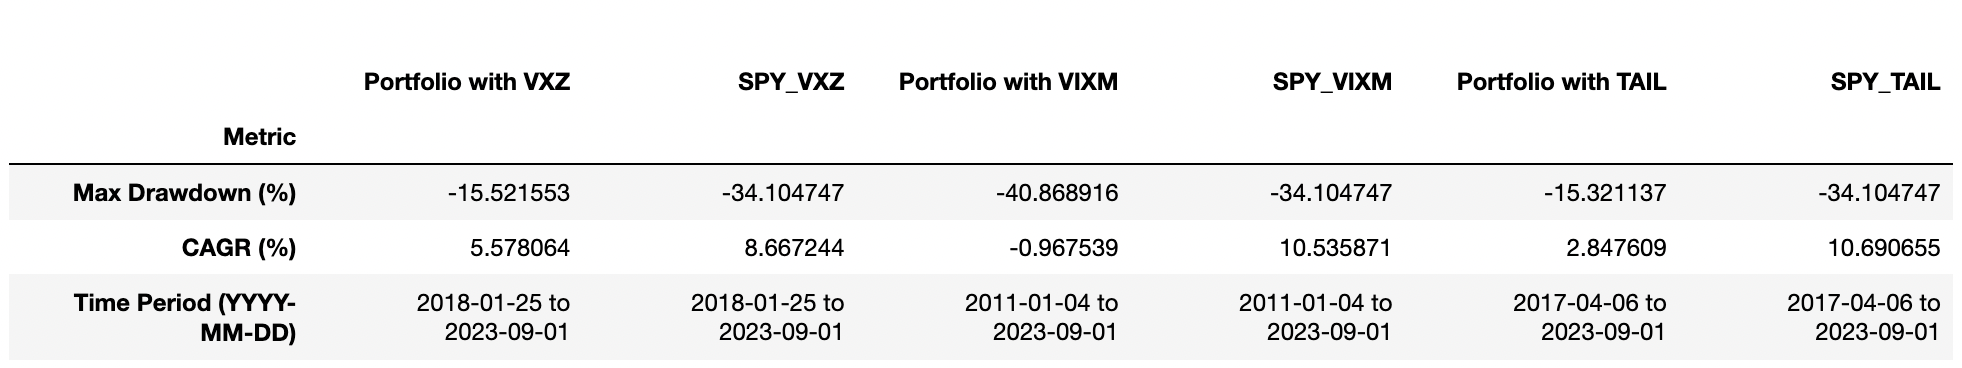 Portfolio with VXZ SPY_VXZ Portfolio with VIXM SPY_VIXM Portfolio with TAIL SPY_TAIL
Metric
Max Drawdown (%) -15.521553 -34.104747 -40.868916 -34.104747 -15.321137 -34.104747
CAGR (%) 5.578064 8.667244 -0.967539 10.535871 2.847609 10.690655
Time Period (YYYY- 2018-01-25 to 2018-01-25 to 2011-01-04 to 2011-01-04 to 2017-04-06 to 2017-04-06 to
MM-DD) 2023-09-01 2023-09-01 2023-09-01 2023-09-01 2023-09-01 2023-09-01